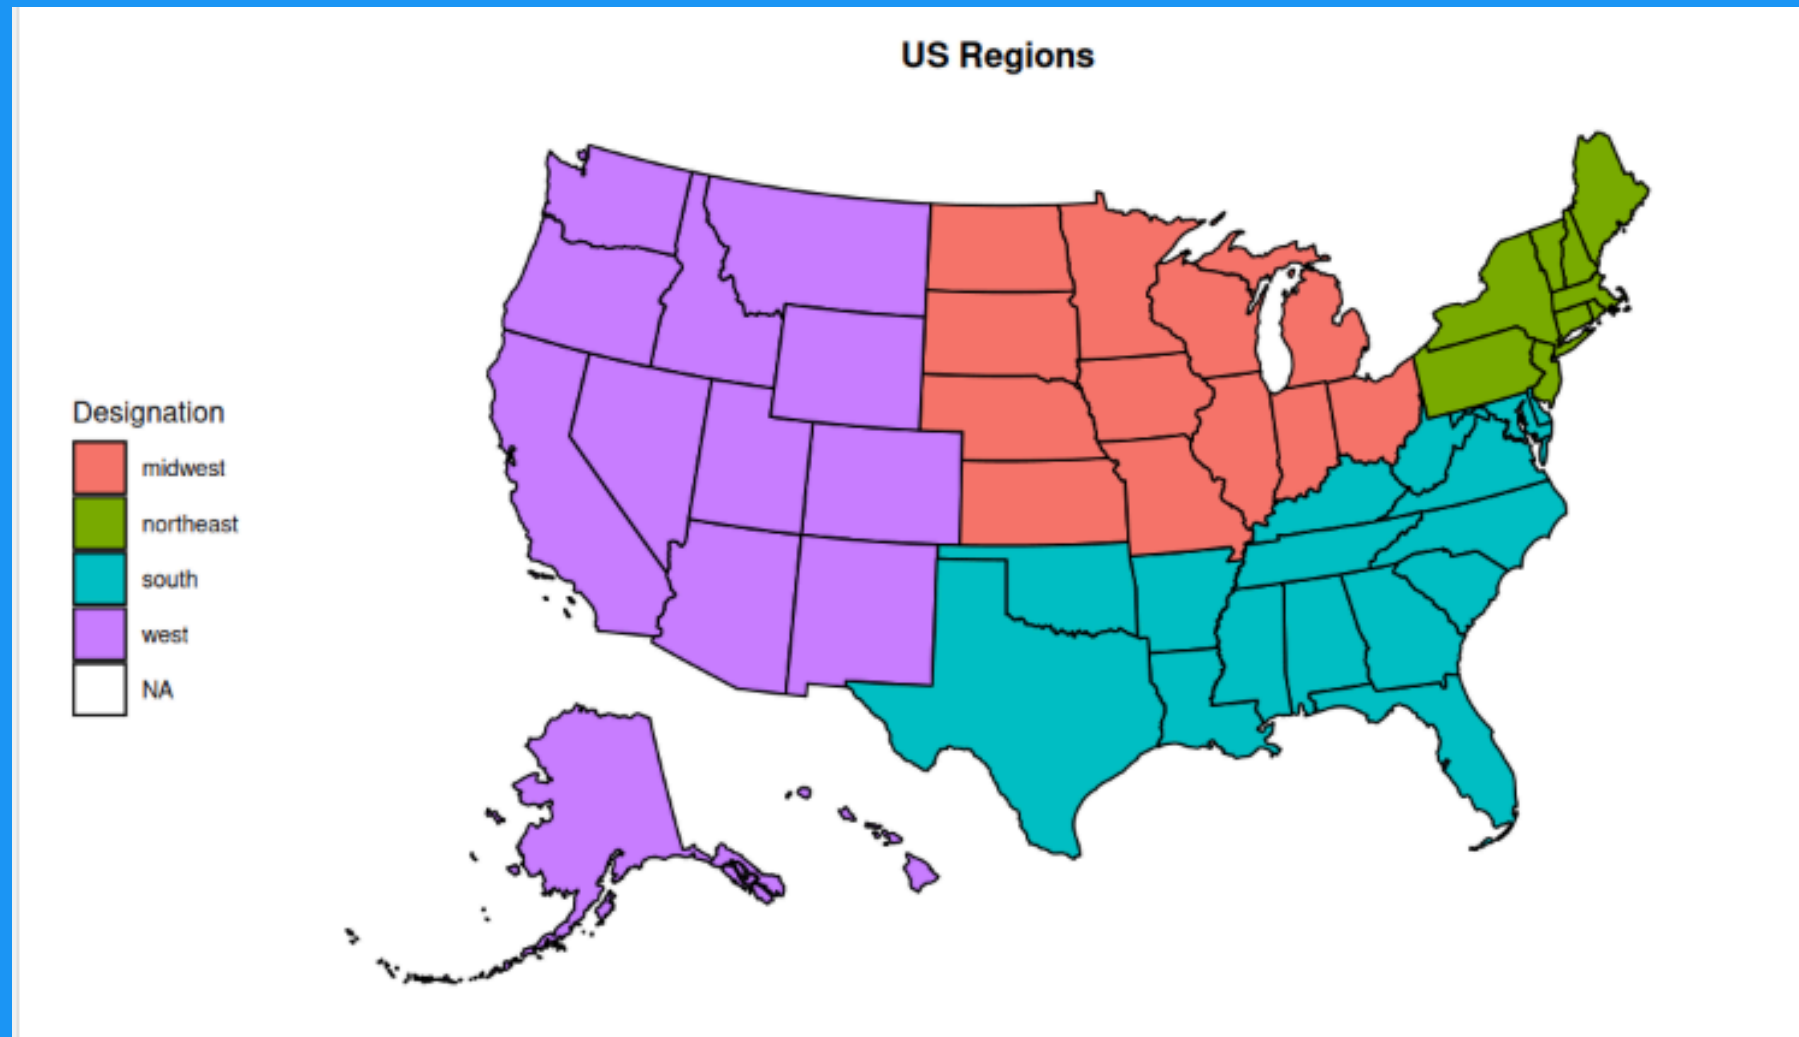 US Regions
Designation
midwest
northeast
south
west
NA